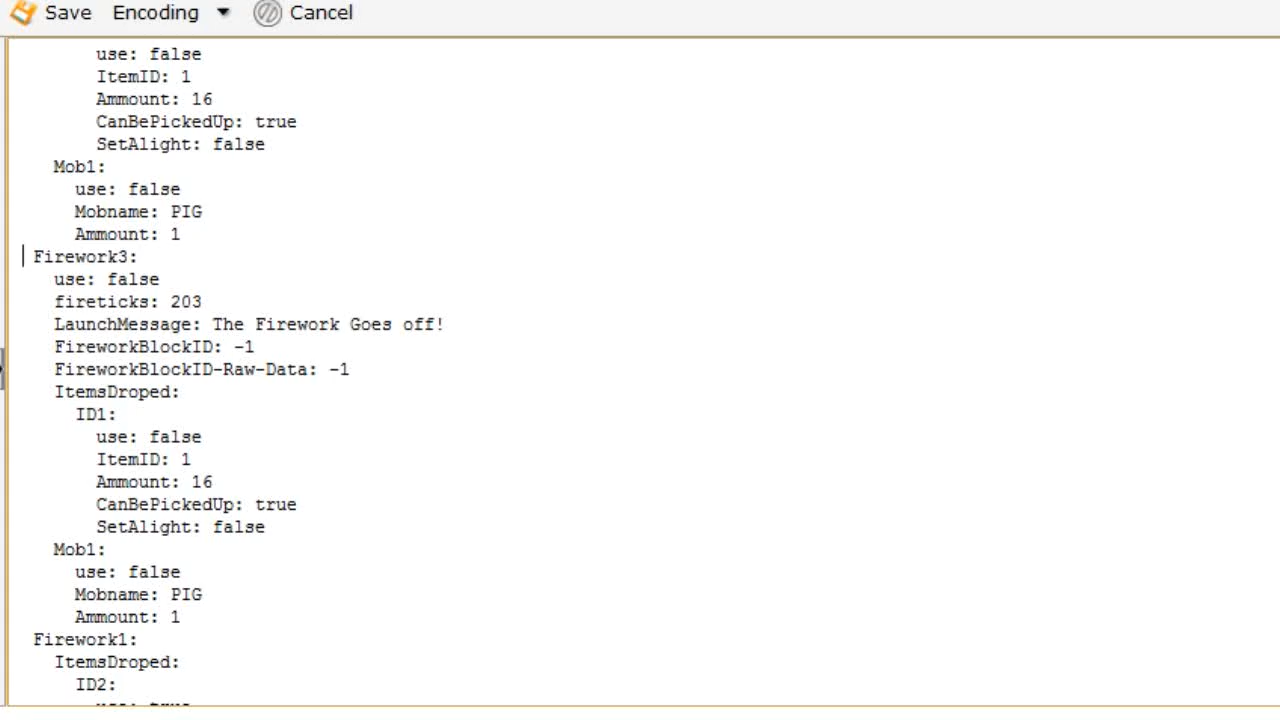 Save Encoding Cancel
use: false
ItemID: 1
Ammount: 16
CanBePickedUp: true
SetAlight: false
Mob1:
use: false
Mobname: PIG
Ammount: 1
Firework3:
use: false
fireticks: 203
LaunchMessage: The Firework Goes off!
FireworkBlockID: -1
FireworkBlockID-Raw-Data: -1
ItemsDroped:
ID1:
use: false
ItemID: 1
Ammount: 16
CanBePickedUp: true
SetAlight: false
Mob1:
use: false
Mobname: PIG
Ammount: 1
Firework1:
ItemsDroped:
ID2: